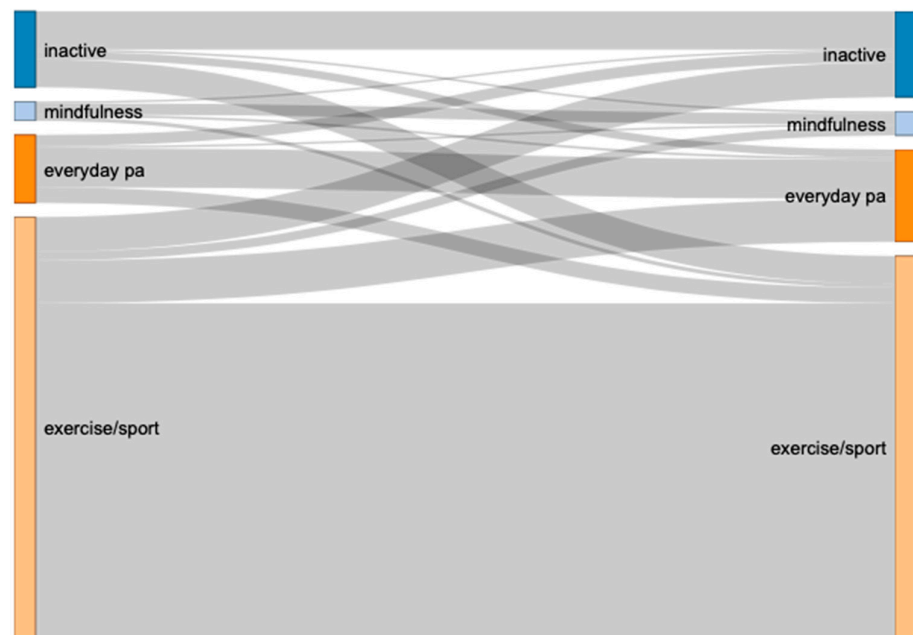 inactive
mindfulness
everyday pa
exercise/sport
inactive
mindfulness
everyday pa
exercise/sport